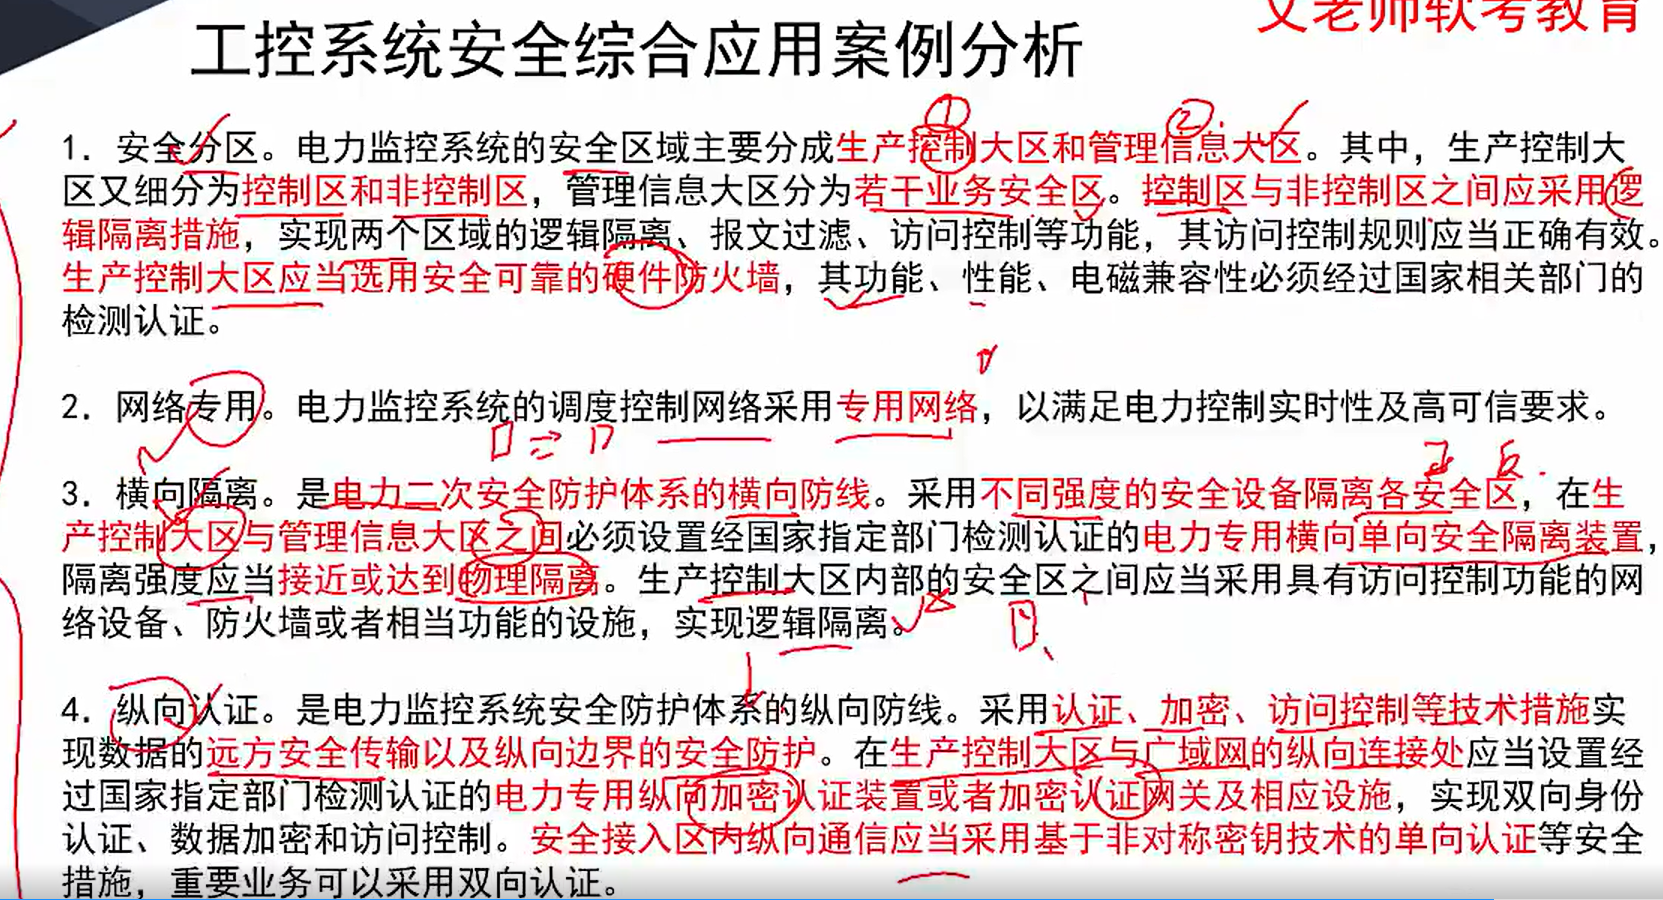 文老师软考教育
工控系统安全综合应用案例分析
① ②
1. 安全分区。电力监控系统的安全区域主要分成生产控制大区和管理信息大区。其中，生产控制大
区又细分为控制区和非控制区，管理信息大区分为若干业务安全区。控制区与非控制区之间应采用逻
辑隔离措施，实现两个区域的逻辑隔离、报文过滤、访问控制等功能，其访问控制规则应当正确有效。
生产控制大区应当选用安全可靠的硬件防火墙，其功能、性能、电磁兼容性必须经过国家相关部门的
检测认证。
2. 网络专用。电力监控系统的调度控制网络采用专用网络，以满足电力控制实时性及高可信要求。
正 反
3. 横向隔离。是电力二次安全防护体系的横向防线。采用不同强度的安全设备隔离各安全区，在生
产控制大区与管理信息大区之间必须设置经国家指定部门检测认证的电力专用横向单向安全隔离装置，
隔离强度应当接近或达到物理隔离。生产控制大区内部的安全区之间应当采用具有访问控制功能的网
络设备、防火墙或者相当功能的设施，实现逻辑隔离。
4. 纵向认证。是电力监控系统安全防护体系的纵向防线。采用认证、加密、访问控制等技术措施实
现数据的远方安全传输以及纵向边界的安全防护。在生产控制大区与广域网的纵向连接处应当设置经
过国家指定部门检测认证的电力专用纵向加密认证装置或者加密认证网关及相应设施，实现双向身份
认证、数据加密和访问控制。安全接入区内纵向通信应当采用基于非对称密钥技术的单向认证等安全
措施，重要业务可以采用双向认证。